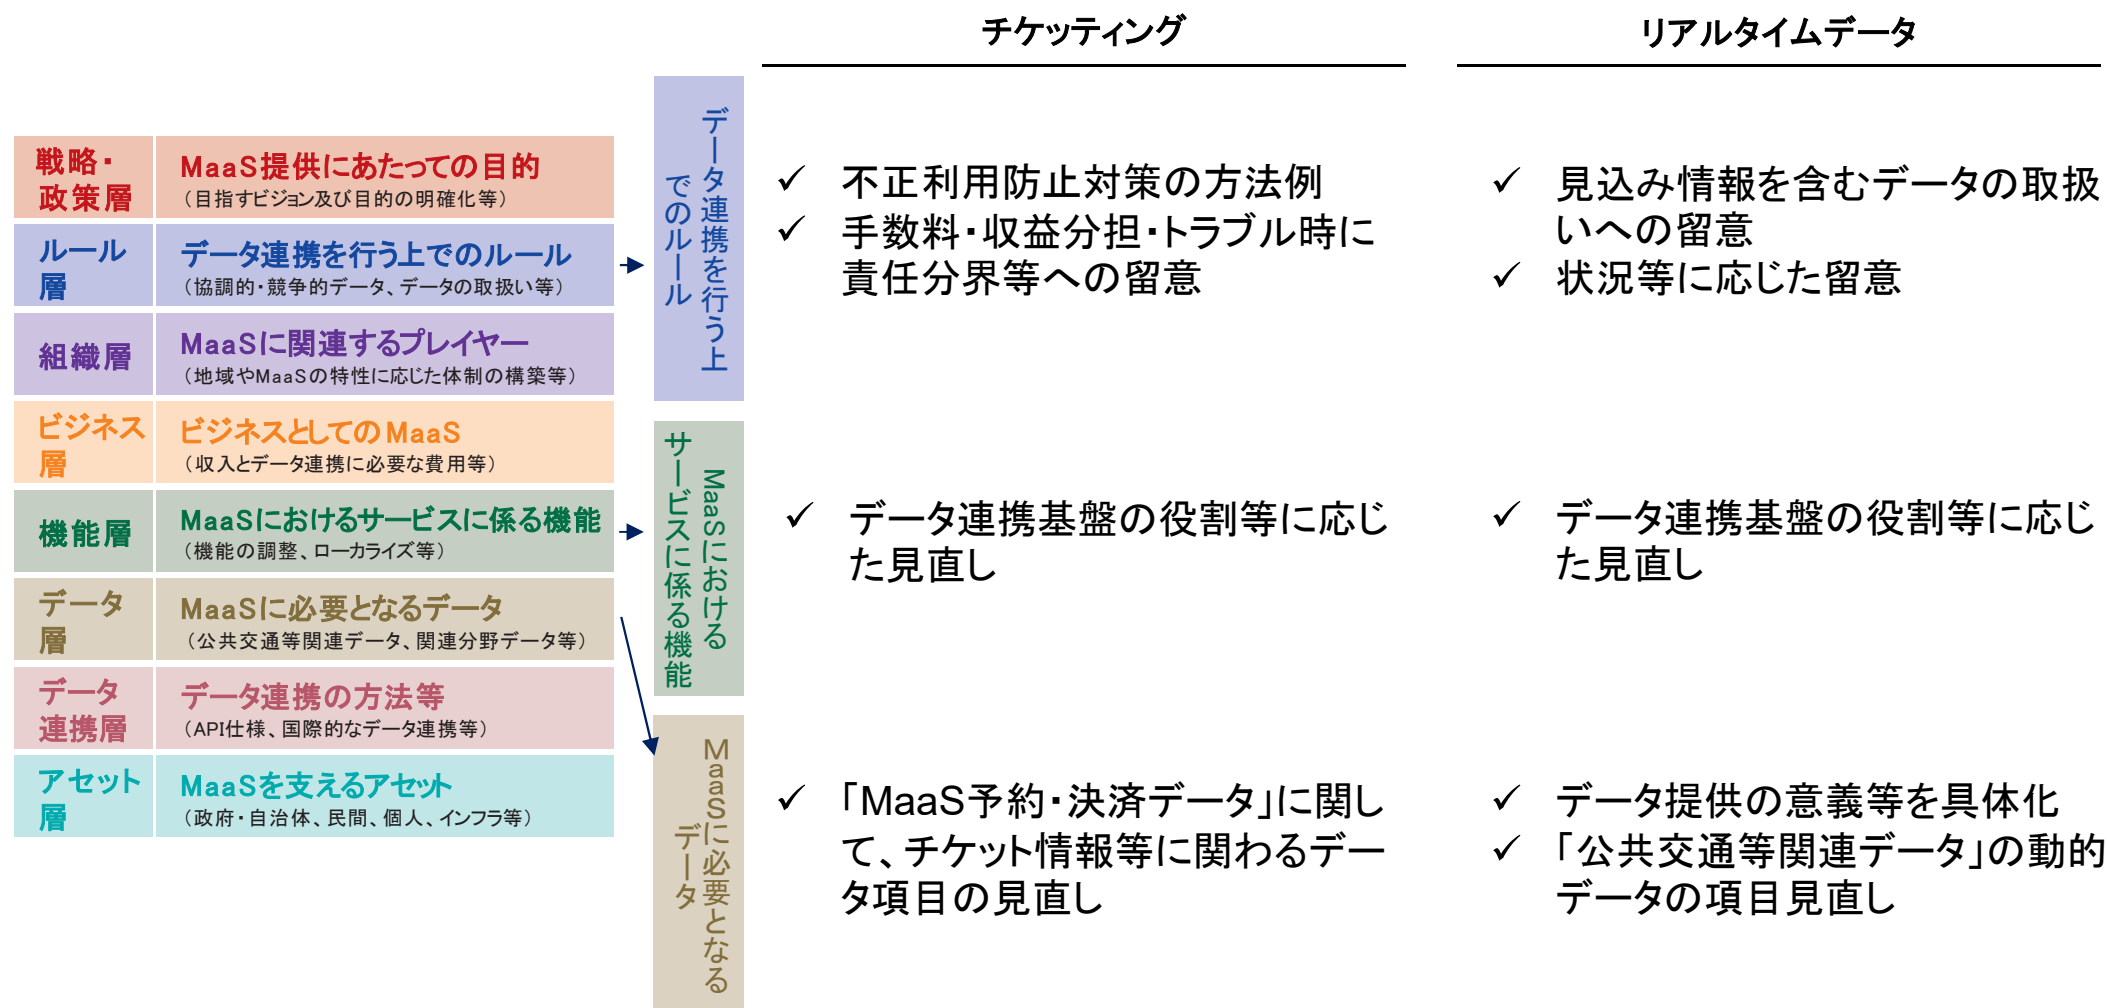 チケッティング
リアルタイムデータ
戦略・
政策層
MaaS提供にあたっての目的
（目指すビジョン及び目的の明確化等）
ルール
層
データ連携を行う上でのルール
（協調的・競争的データ、データの取扱い等）
組織層
MaaSに関連するプレイヤー
（地域やMaaSの特性に応じた体制の構築等）
ビジネス
層
ビジネスとしてのMaaS
（収入とデータ連携に必要な費用等）
機能層
MaaSにおけるサービスに係る機能
（機能の調整、ローカライズ等）
データ
層
MaaSに必要となるデータ
（公共交通等関連データ、関連分野データ等）
データ
連携層
データ連携の方法等
（API仕様、国際的なデータ連携等）
アセット
層
MaaSを支えるアセット
（政府・自治体、民間、個人、インフラ等）
データ連携を行う上
でのルール
✓ 不正利用防止対策の方法例
✓ 手数料・収益分担・トラブル時に
責任分界等への留意
✓ 見込み情報を含むデータの取扱
いへの留意
✓ 状況等に応じた留意
MaaSにおける
サービスに係る機能
✓ データ連携基盤の役割等に応じ
た見直し
✓ データ連携基盤の役割等に応じ
た見直し
MaaSに必要となる
データ
✓ 「MaaS予約・決済データ」に関し
て、チケット情報等に関わるデー
タ項目の見直し
✓ データ提供の意義等を具体化
✓ 「公共交通等関連データ」の動的
データの項目見直し